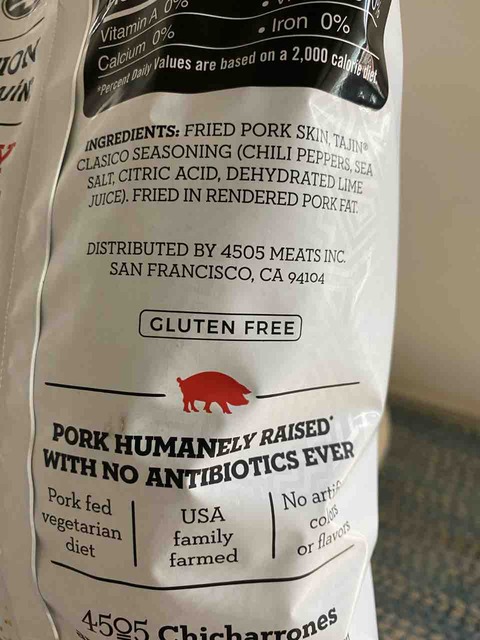 Vitamin A 0%
• Iron 0%
Calcium 0%
*Percent Daily Values are based on a 2,000 calorie diet.
INGREDIENTS: FRIED PORK SKIN, TAJIN®
CLASICO SEASONING (CHILI PEPPERS, SEA
SALT, CITRIC ACID, DEHYDRATED LIME
JUICE). FRIED IN RENDERED PORK FAT.
DISTRIBUTED BY 4505 MEATS INC.
SAN FRANCISCO, CA 94104
GLUTEN FREE
PORK HUMANELY RAISED*
WITH NO ANTIBIOTICS EVER
Pork fed
vegetarian
diet
USA
family
farmed
No
colors
or flavors
4505 Chicharrones